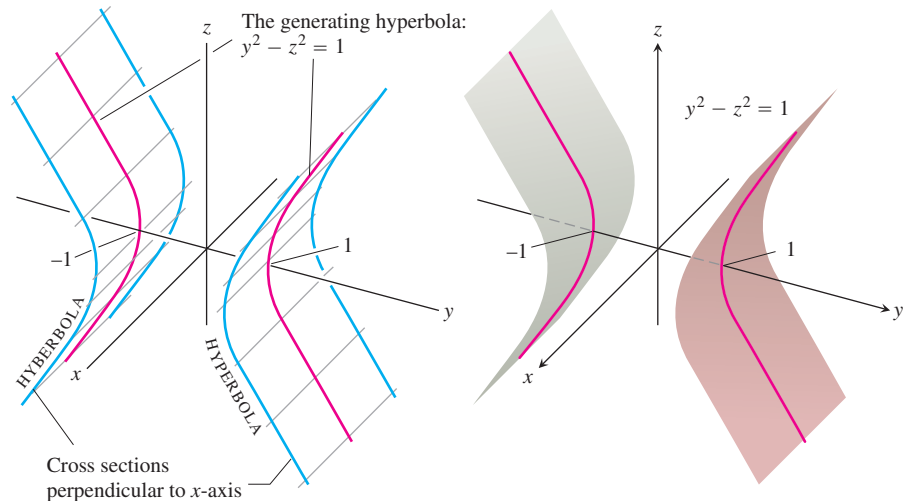 The generating hyperbola:
y² − z² = 1
z
−1
1
y
x
HYBERBOLA
HYPERBOLA
Cross sections
perpendicular to x-axis
z
y² − z² = 1
−1
1
y
x